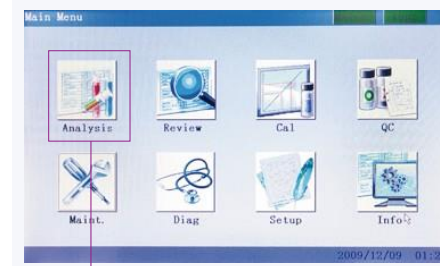 Main Menu
Analysis
Review
Cal
QC
Maint.
Diag
Setup
Info
2009/12/09